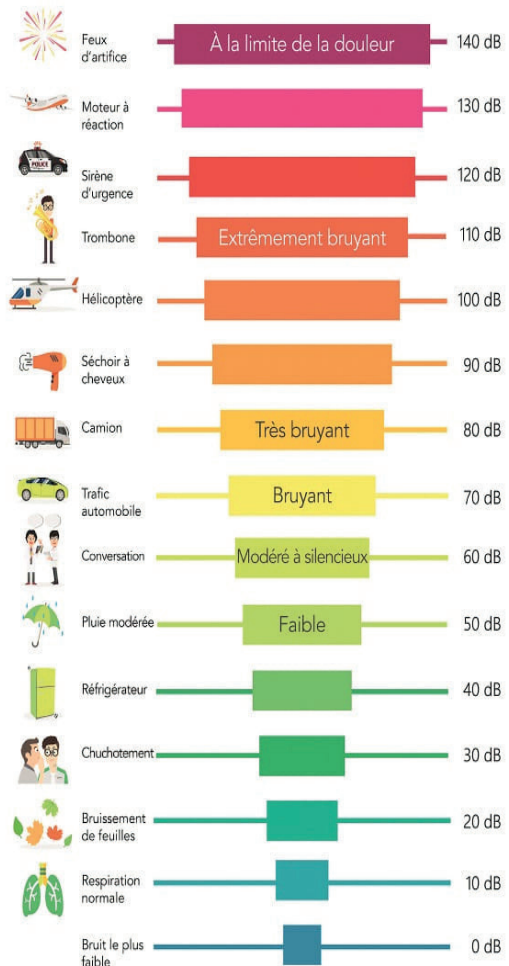 Feux
d'artifice
À la limite de la douleur
140 dB
Moteur à
réaction
130 dB
POLICE
Sirène
d'urgence
120 dB
Trombone
Extrêmement bruyant
110 dB
Hélicoptère
100 dB
Séchoir à
cheveux
90 dB
Camion
Très bruyant
80 dB
Trafic
automobile
Bruyant
70 dB
Conversation
Modéré à silencieux
60 dB
Pluie modérée
Faible
50 dB
Réfrigérateur
40 dB
Chuchotement
30 dB
Bruissement
de feuilles
20 dB
Respiration
normale
10 dB
Bruit le plus
faible
0 dB